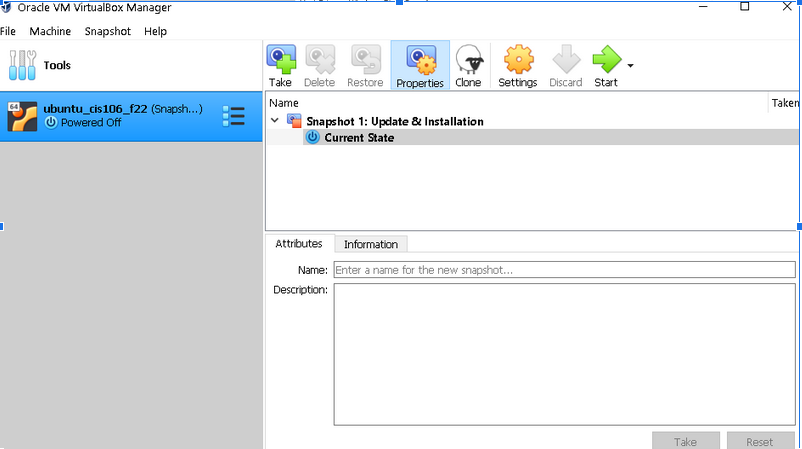 Oracle VM VirtualBox Manager
File Machine Snapshot Help
Tools
Take Delete Restore Properties Clone Settings Discard Start
64
ubuntu_cis106_f22 (Snapsh...)
Powered Off
Name Taken
Snapshot 1: Update & Installation
Current State
Attributes Information
Name: Enter a name for the new snapshot...
Description:
Take Reset